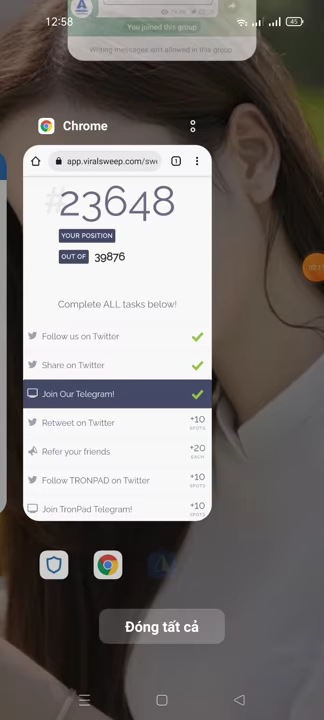 12:58
45
You joined this group
Writing messages isn't allowed in this group
Chrome
app.viralsweep.com/swe
1
#23648
YOUR POSITION
OUT OF 39876
Complete ALL tasks below!
Follow us on Twitter
Share on Twitter
Join Our Telegram!
Retweet on Twitter +10 SPOTS
Refer your friends +20 EACH
Follow TRONPAD on Twitter +10 SPOTS
Join TronPad Telegram! +10 SPOTS
Đóng tất cả